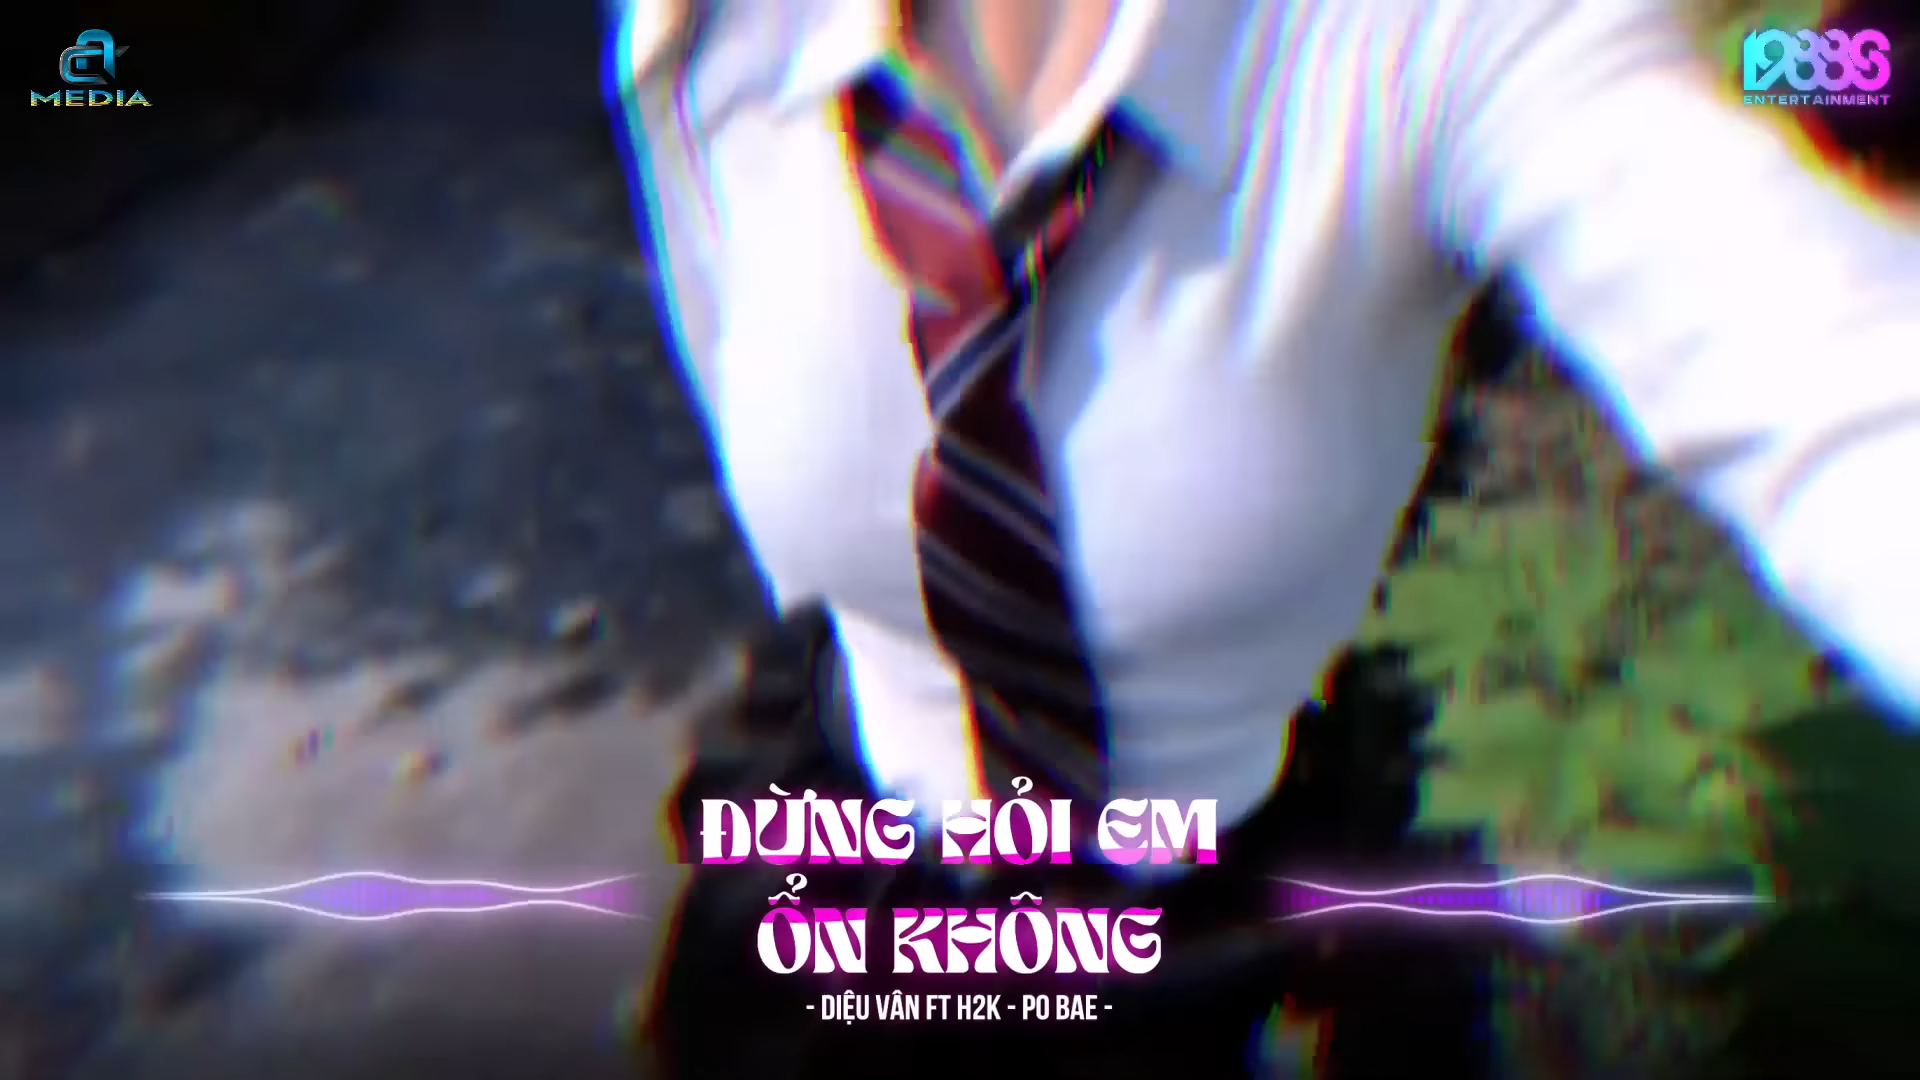 MEDIA
1988S
ENTERTAINMENT
ĐỪNG HỎI EM
ỔN KHÔNG
- DIỆU VÂN FT H2K - PO BAE -